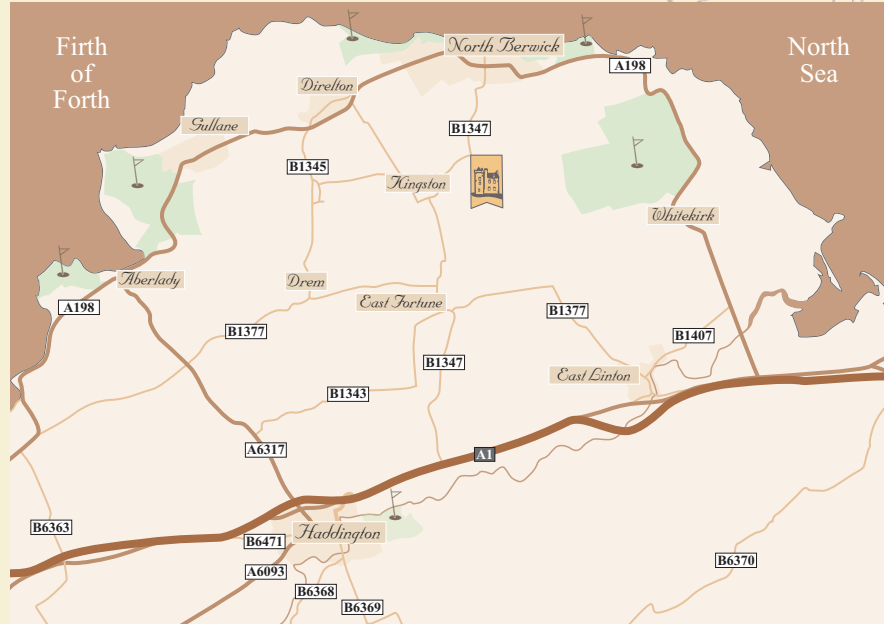 Firth
of
Forth
North
Sea
North Berwick
A198
Direlton
Gullane
B1347
B1345
Kingston
Whitekirk
Aberlady
Drem
East Fortune
A198
B1377
B1377
B1407
B1347
East Linton
B1343
A6317
A1
B6363
Haddington
B6471
B6370
A6093
B6368
B6369